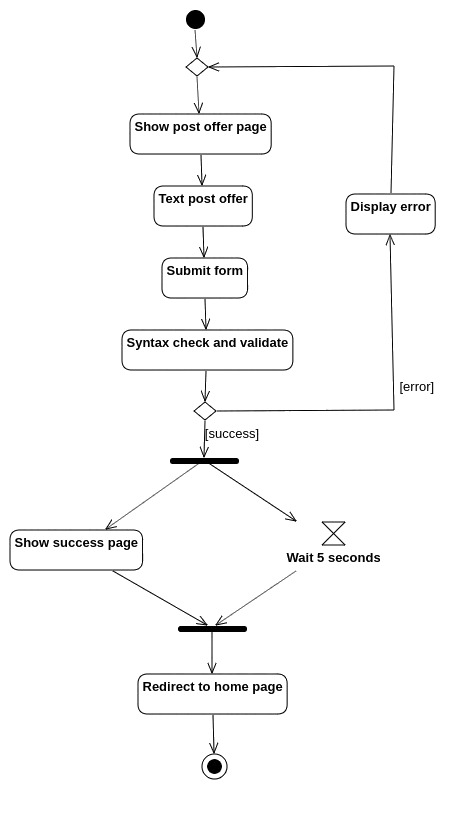 Show post offer page
Text post offer
Display error
Submit form
Syntax check and validate
[error]
[success]
Show success page
Wait 5 seconds
Redirect to home page